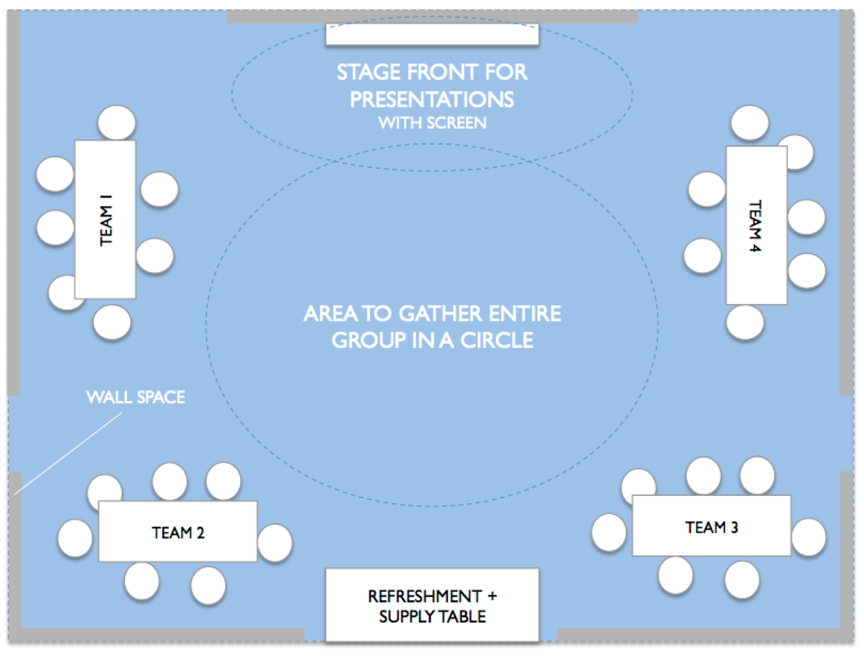 STAGE FRONT FOR
PRESENTATIONS
WITH SCREEN
TEAM 1
TEAM 4
AREA TO GATHER ENTIRE
GROUP IN A CIRCLE
WALL SPACE
TEAM 2
TEAM 3
REFRESHMENT +
SUPPLY TABLE